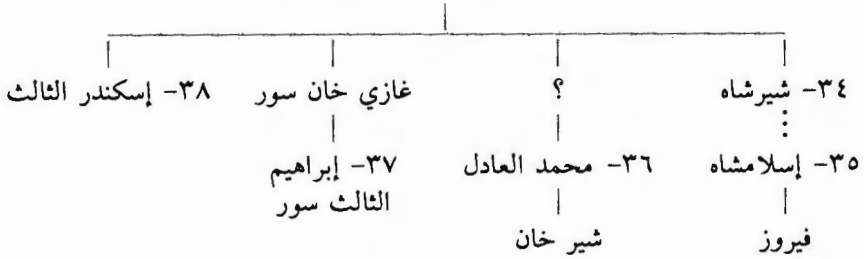 ٣٤- شيرشاه ؟ غازي خان سور ٣٨- إسكندر الثالث
٣٥- إسلامشاه ٣٦- محمد العادل ٣٧- إبراهيم
الثالث سور
فيروز شير خان